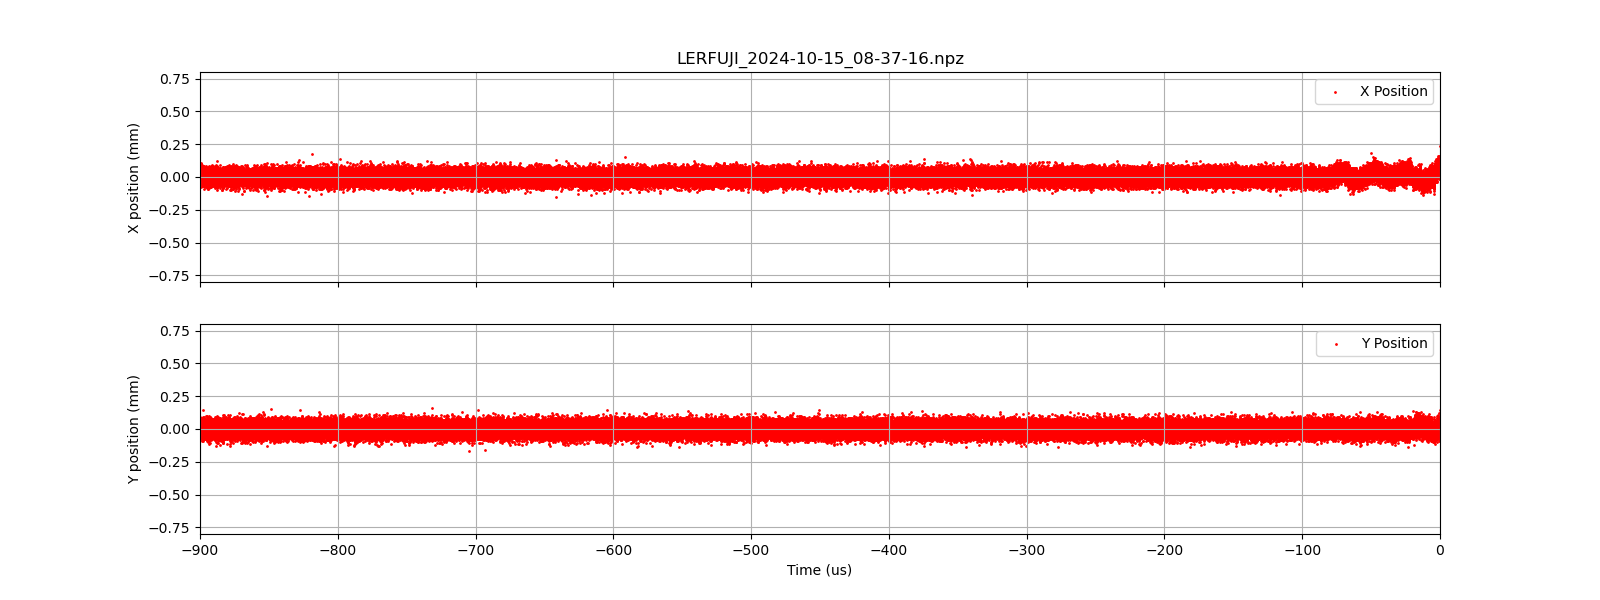 LERFUJI_2024-10-15_08-37-16.npz
X position (mm)
0.75
0.50
0.25
0.00
−0.25
−0.50
−0.75
X Position
Y position (mm)
0.75
0.50
0.25
0.00
−0.25
−0.50
−0.75
Y Position
−900 −800 −700 −600 −500 −400 −300 −200 −100 0
Time (us)